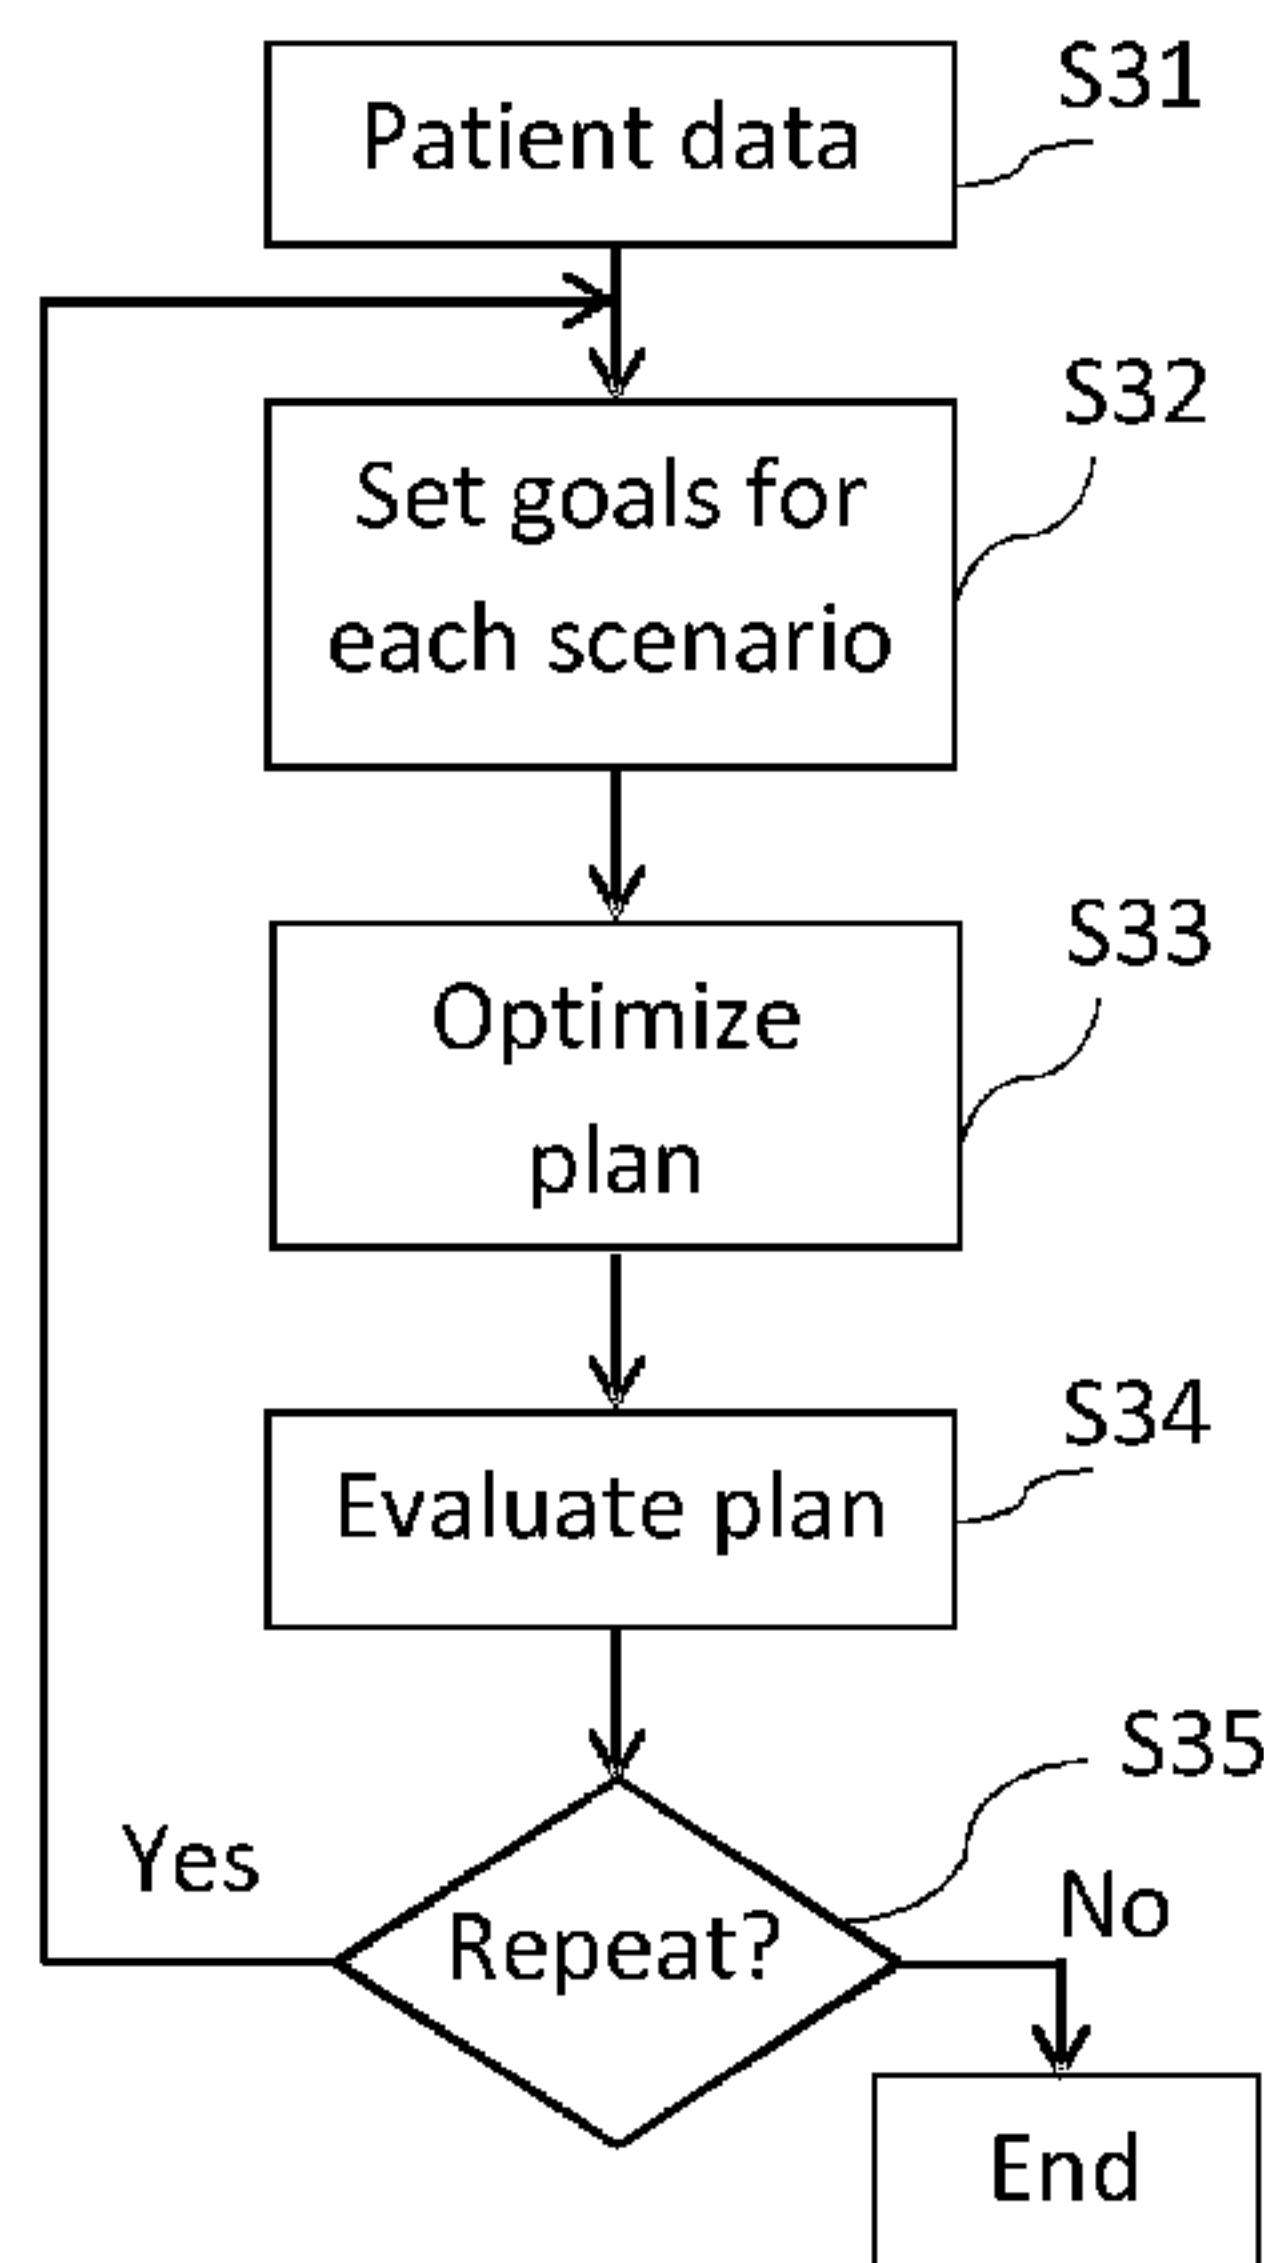 Patient data
S31
Set goals for
each scenario
S32
Optimize
plan
S33
Evaluate plan
S34
Repeat?
S35
Yes
No
End